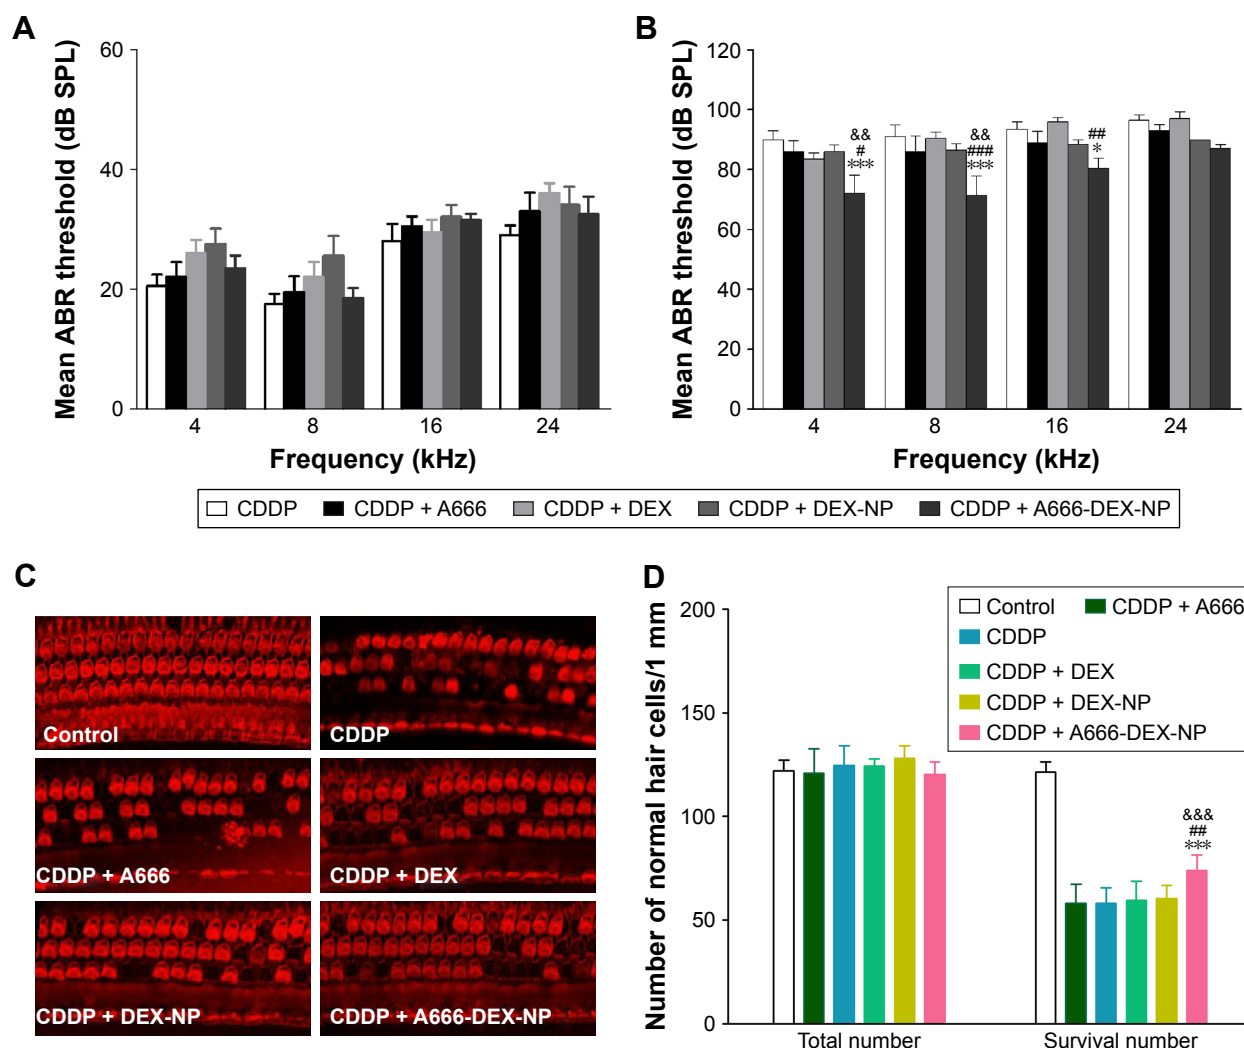 A
Mean ABR threshold (dB SPL)
60
40
20
0
4 8 16 24
Frequency (kHz)
B
Mean ABR threshold (dB SPL)
120
100
80
60
40
20
0
&& && ##
# ### *
*** ***
4 8 16 24
Frequency (kHz)
CDDP CDDP + A666 CDDP + DEX CDDP + DEX-NP CDDP + A666-DEX-NP
C
Control
CDDP
CDDP + A666
CDDP + DEX
CDDP + DEX-NP
CDDP + A666-DEX-NP
D
Number of normal hair cells/1 mm
200
150
100
50
0
Control CDDP + A666
CDDP
CDDP + DEX
CDDP + DEX-NP
CDDP + A666-DEX-NP
&&&
##
***
Total number Survival number